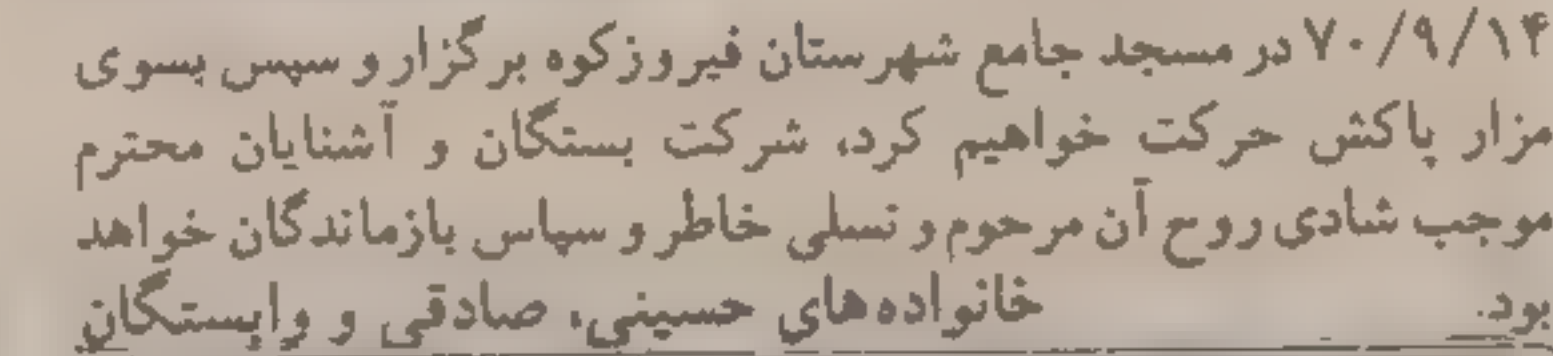 ۷۰/۹/۱۴ در مسجد جامع شهرستان فیروزکوه برگزار و سپس بسوی
مزار پاکش حرکت خواهیم کرد، شرکت بستگان و آشنایان محترم
موجب شادی روح آن مرحوم و تسلی خاطر و سپاس بازماندگان خواهد
بود. خانواده‌های حسینی، صادقی و وابستگان